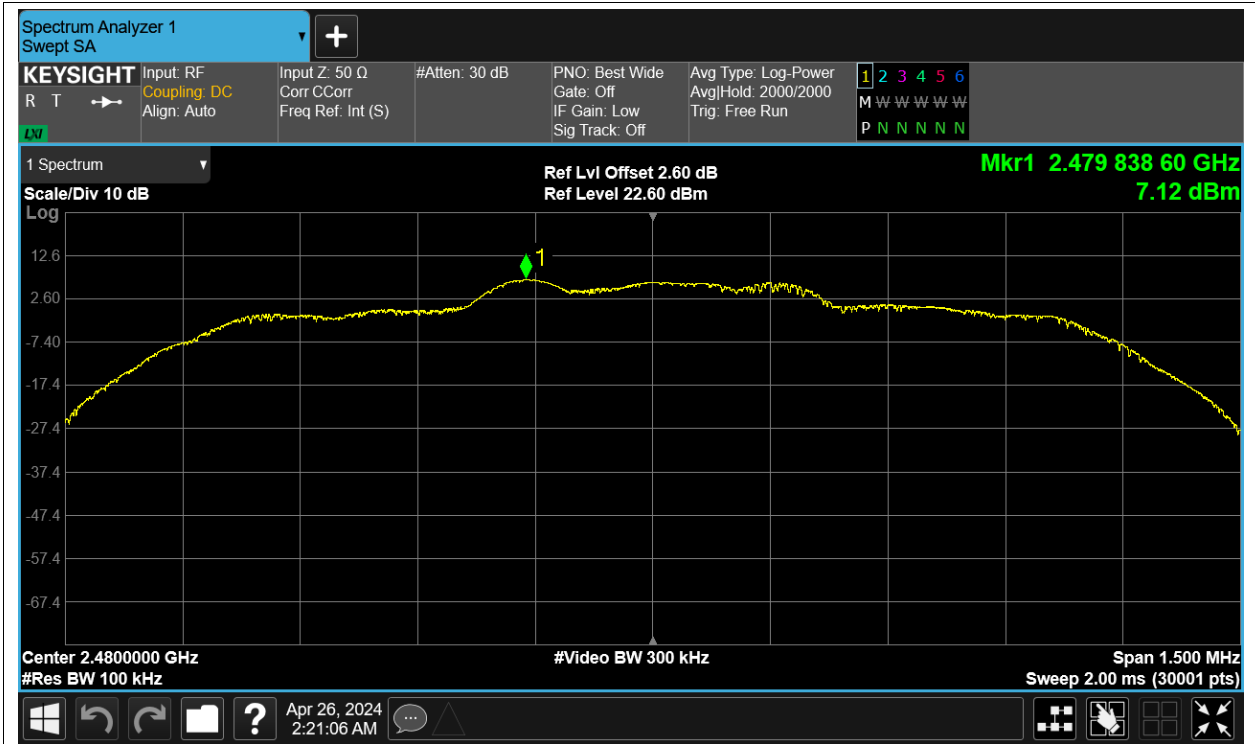 Spectrum Analyzer 1
Swept SA
KEYSIGHT
R T
LXI
Input: RF
Coupling: DC
Align: Auto
Input Z: 50 Ω
Corr CCorr
Freq Ref: Int (S)
#Atten: 30 dB
PNO: Best Wide
Gate: Off
IF Gain: Low
Sig Track: Off
Avg Type: Log-Power
Avg|Hold: 2000/2000
Trig: Free Run
1 2 3 4 5 6
M W W W W W
P N N N N N
1 Spectrum
Scale/Div 10 dB
Log
Ref Lvl Offset 2.60 dB
Ref Level 22.60 dBm
Mkr1 2.479 838 60 GHz
7.12 dBm
1
12.6
2.60
-7.40
-17.4
-27.4
-37.4
-47.4
-57.4
-67.4
Center 2.4800000 GHz
#Res BW 100 kHz
#Video BW 300 kHz
Span 1.500 MHz
Sweep 2.00 ms (30001 pts)
?
Apr 26, 2024
2:21:06 AM